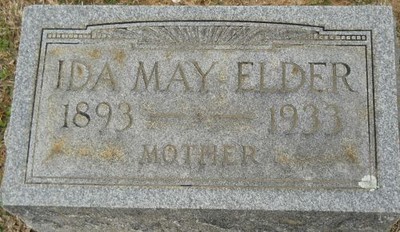 IDA MAY ELDER
1893 1933
MOTHER